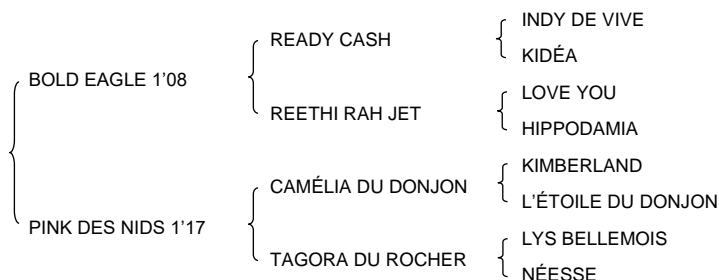 INDY DE VIVE
READY CASH
KIDÉA
BOLD EAGLE 1'08
LOVE YOU
REETHI RAH JET
HIPPODAMIA
KIMBERLAND
CAMÉLIA DU DONJON
L'ÉTOILE DU DONJON
PINK DES NIDS 1'17
LYS BELLEMOIS
TAGORA DU ROCHER
NÉESSE